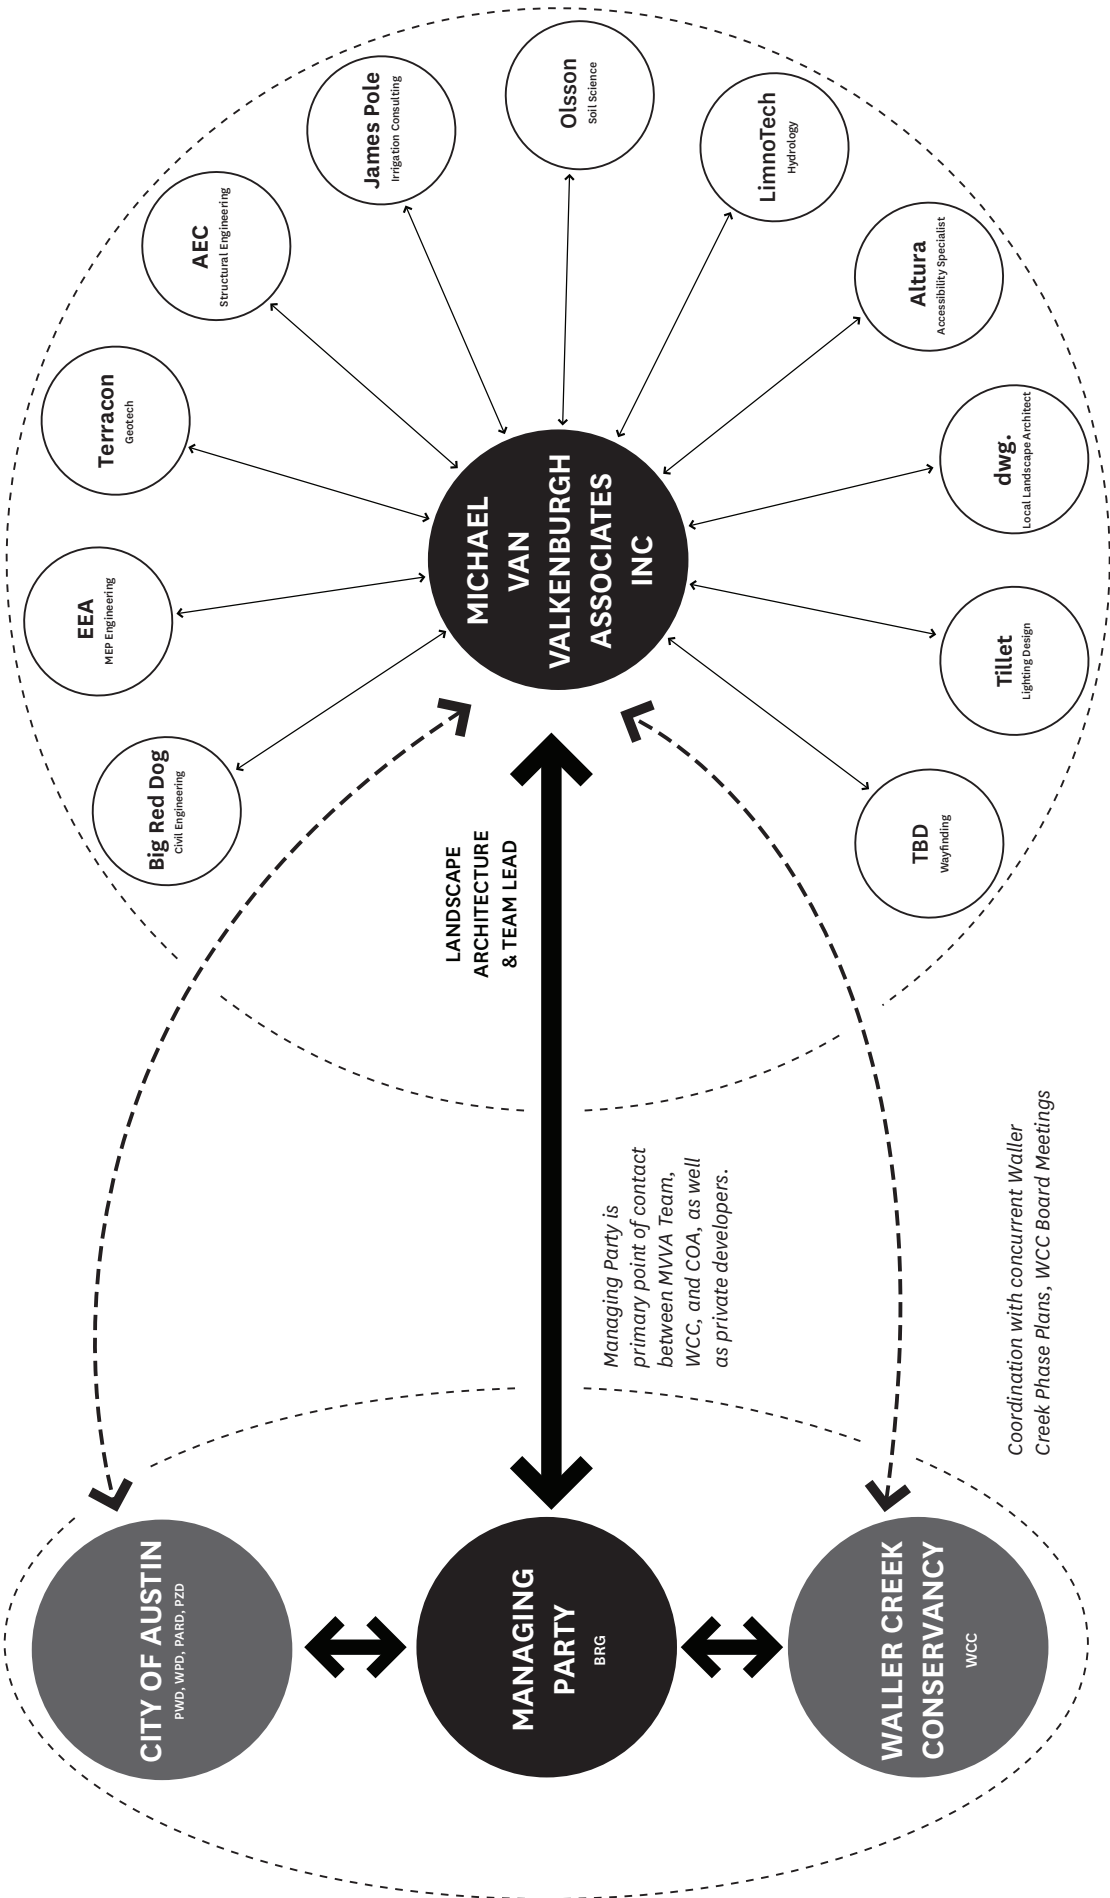 CITY OF AUSTIN
PWD, WPD, PARD, PZD
MANAGING
PARTY
BRG
WALLER CREEK
CONSERVANCY
WCC
Managing Party is
primary point of contact
between MVVA Team,
WCC, and COA, as well
as private developers.
Coordination with concurrent Waller
Creek Phase Plans, WCC Board Meetings
LANDSCAPE
ARCHITECTURE
& TEAM LEAD
MICHAEL
VAN
VALKENBURGH
ASSOCIATES
INC
Big Red Dog
Civil Engineering
EEA
MEP Engineering
Terracon
Geotech
AEC
Structural Engineering
James Pole
Irrigation Consulting
Olsson
Soil Science
LimnoTech
Hydrology
Altura
Accessibility Specialist
dwg.
Local Landscape Architect
Tillet
Lighting Design
TBD
Wayfinding